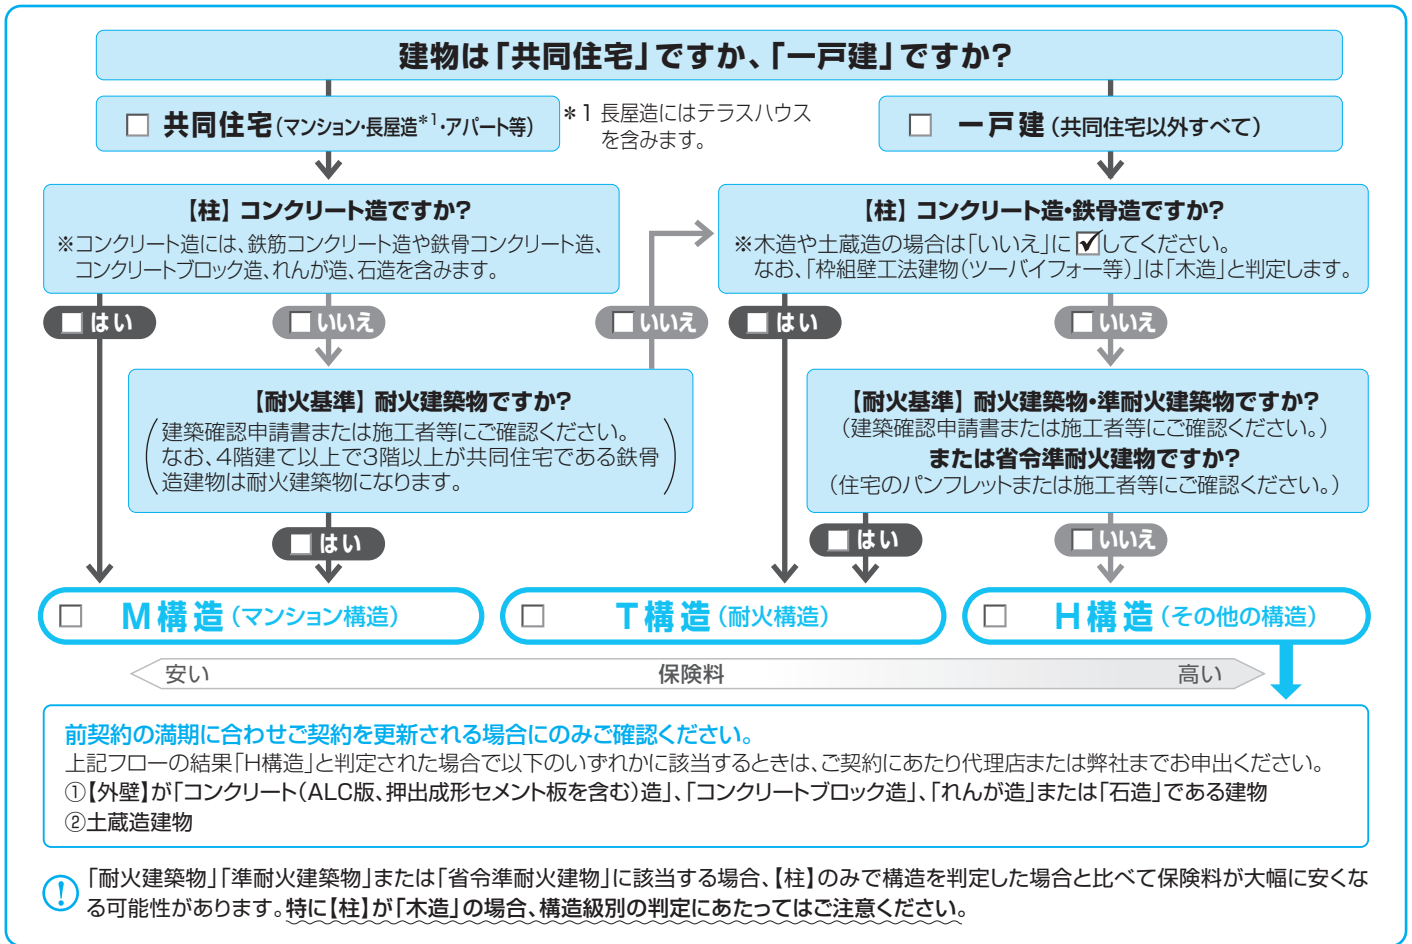 建物は「共同住宅」ですか、「一戸建」ですか?
共同住宅(マンション・長屋造*1・アパート等)
*1 長屋造にはテラスハウス
を含みます。
一戸建(共同住宅以外すべて)
【柱】コンクリート造ですか?
※コンクリート造には、鉄筋コンクリート造や鉄骨コンクリート造、
コンクリートブロック造、れんが造、石造を含みます。
【柱】コンクリート造・鉄骨造ですか?
※木造や土蔵造の場合は「いいえ」に☑してください。
なお、「枠組壁工法建物(ツーバイフォー等)」は「木造」と判定します。
はい
いいえ
いいえ
はい
いいえ
【耐火基準】耐火建築物ですか?
建築確認申請書または施工者等にご確認ください。
なお、4階建て以上で3階以上が共同住宅である鉄骨
造建物は耐火建築物になります。
【耐火基準】耐火建築物・準耐火建築物ですか?
(建築確認申請書または施工者等にご確認ください。)
または省令準耐火建物ですか?
(住宅のパンフレットまたは施工者等にご確認ください。)
はい
はい
いいえ
M構造(マンション構造)
T構造(耐火構造)
H構造(その他の構造)
安い 保険料 高い
前契約の満期に合わせご契約を更新される場合にのみご確認ください。
上記フローの結果「H構造」と判定された場合で以下のいずれかに該当するときは、ご契約にあたり代理店または弊社までお申出ください。
①【外壁】が「コンクリート(ALC版、押出成形セメント板を含む)造」、「コンクリートブロック造」、「れんが造」または「石造」である建物
②土蔵造建物
! 「耐火建築物」「準耐火建築物」または「省令準耐火建物」に該当する場合、【柱】のみで構造を判定した場合と比べて保険料が大幅に安くな
る可能性があります。特に【柱】が「木造」の場合、構造級別の判定にあたってはご注意ください。